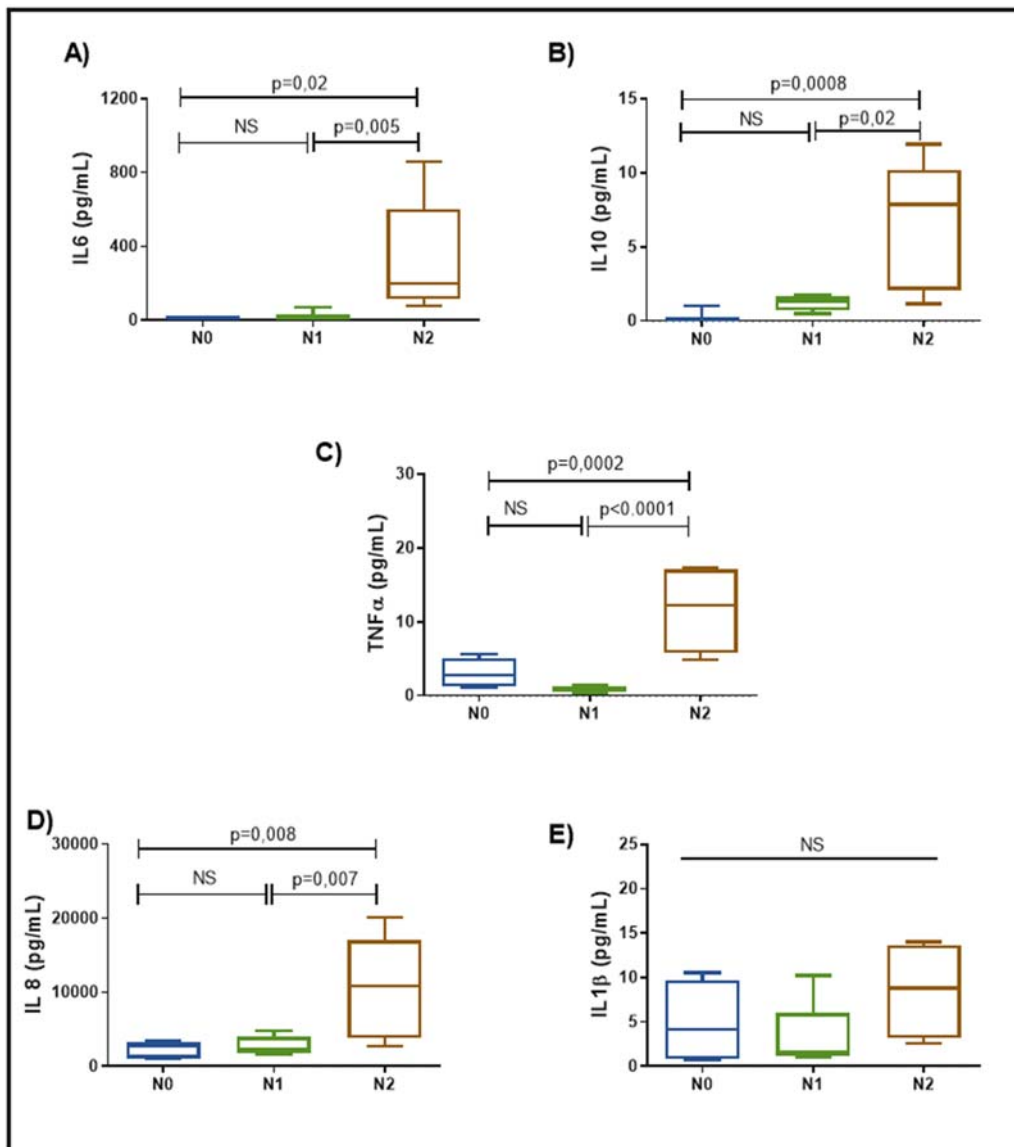 A)
p=0,02
NS p=0,005
IL6 (pg/mL)
1200
800
400
0
N0 N1 N2
B)
p=0,0008
NS p=0,02
IL10 (pg/mL)
15
10
5
0
N0 N1 N2
C)
p=0,0002
NS p<0.0001
TNFα (pg/mL)
30
20
10
0
N0 N1 N2
D)
p=0,008
NS p=0,007
IL 8 (pg/mL)
30000
20000
10000
0
N0 N1 N2
E)
NS
IL1β (pg/mL)
25
20
15
10
5
0
N0 N1 N2